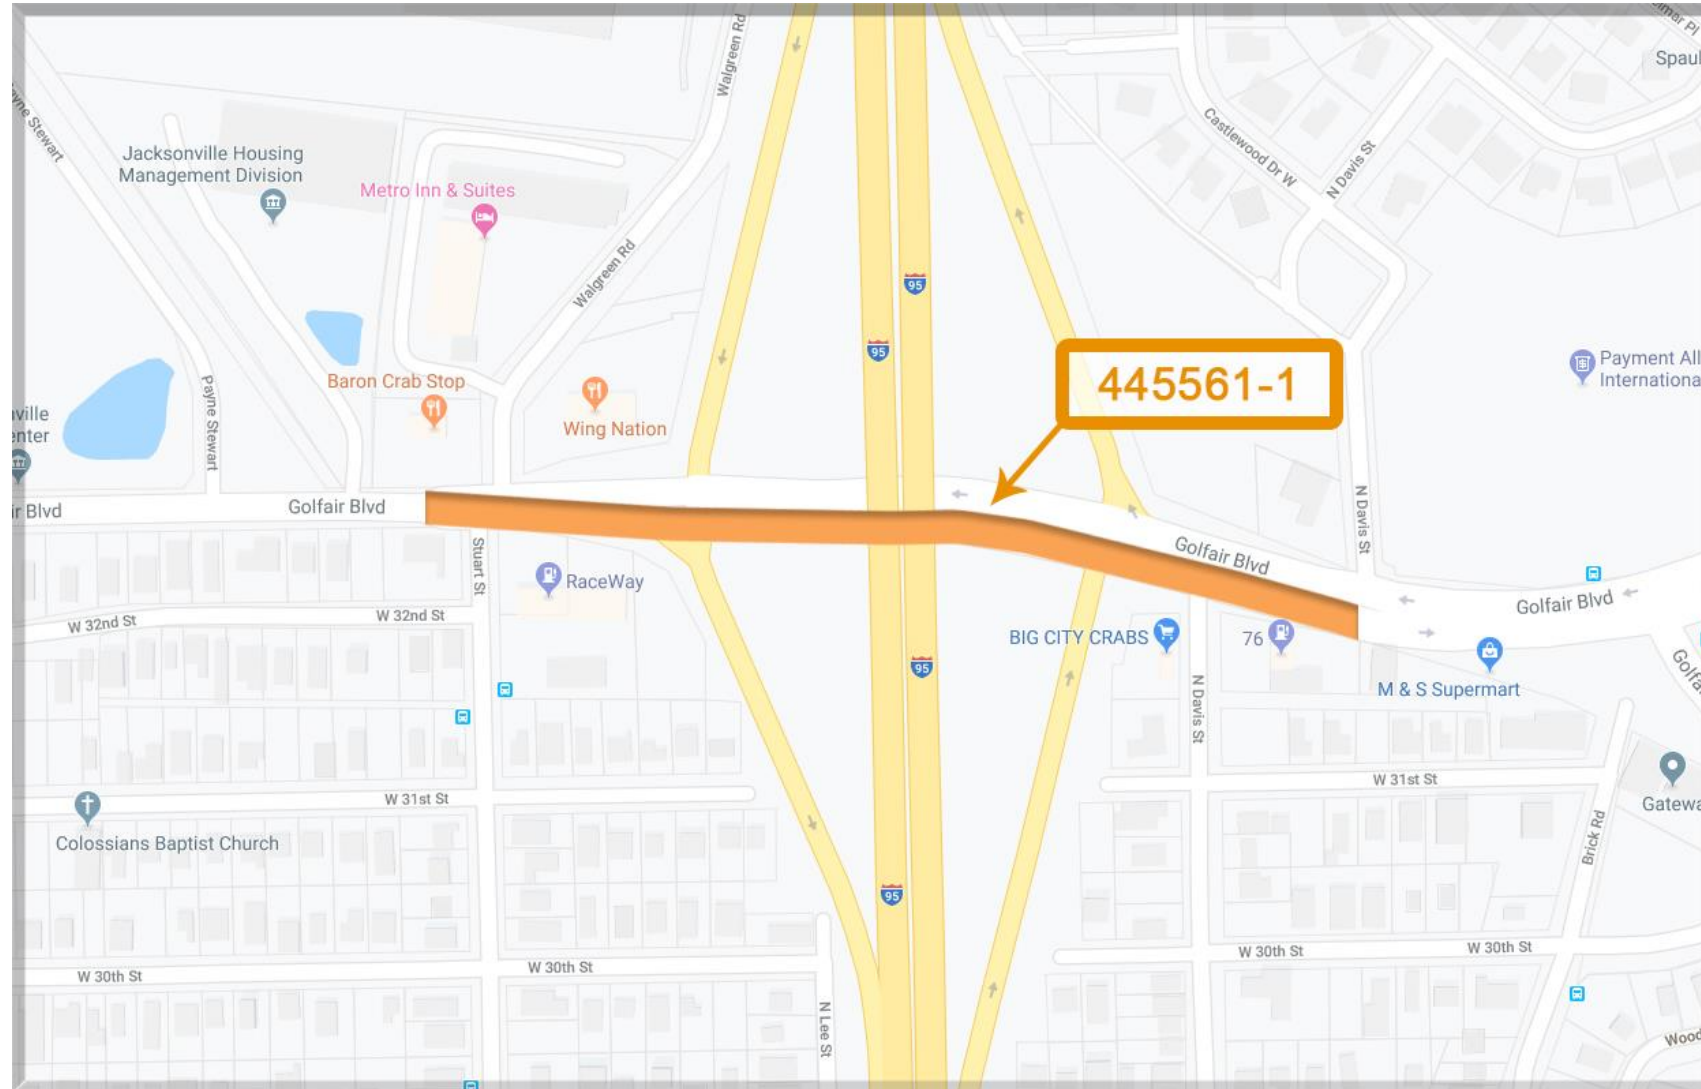 Walgreen Rd
Spaul
yne Stewart
Castlewood Dr W
N Davis St
Jacksonville Housing
Management Division
Metro Inn & Suites
Walgreen Rd
95
95
445561-1
Payment All
Internationa
Baron Crab Stop
Payne Stewart
Wing Nation
ville
enter
ir Blvd
Golfair Blvd
N Davis St
Golfair Blvd
Stuart St
RaceWay
Golfair Blvd
W 32nd St
W 32nd St
BIG CITY CRABS
76
95
M & S Supermart
Golfa
N Davis St
W 31st St
W 31st St
Gatewa
Colossians Baptist Church
Brick Rd
95
W 30th St
W 30th St
W 30th St
W 30th St
N Lee St
Wood